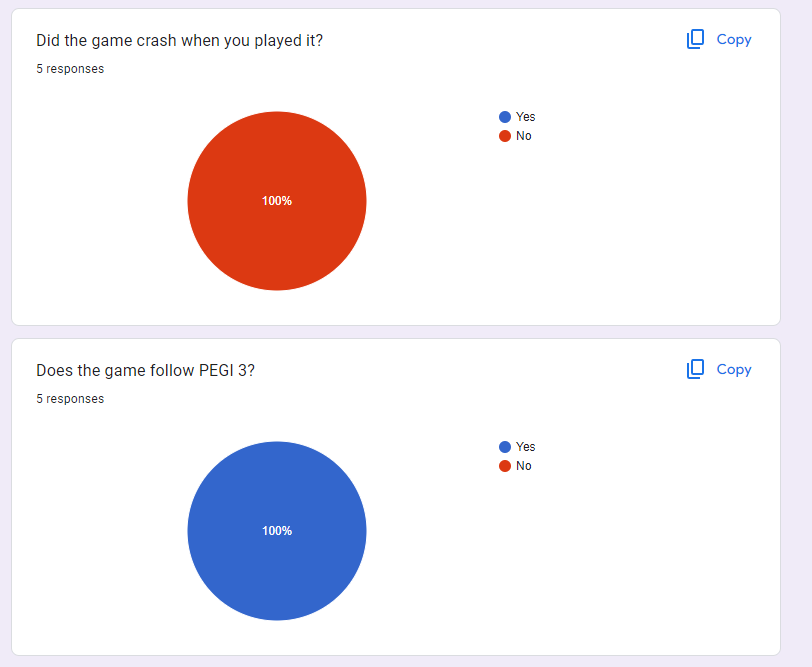 Did the game crash when you played it?
Copy
5 responses
Yes
No
100%
Does the game follow PEGI 3?
Copy
5 responses
Yes
No
100%